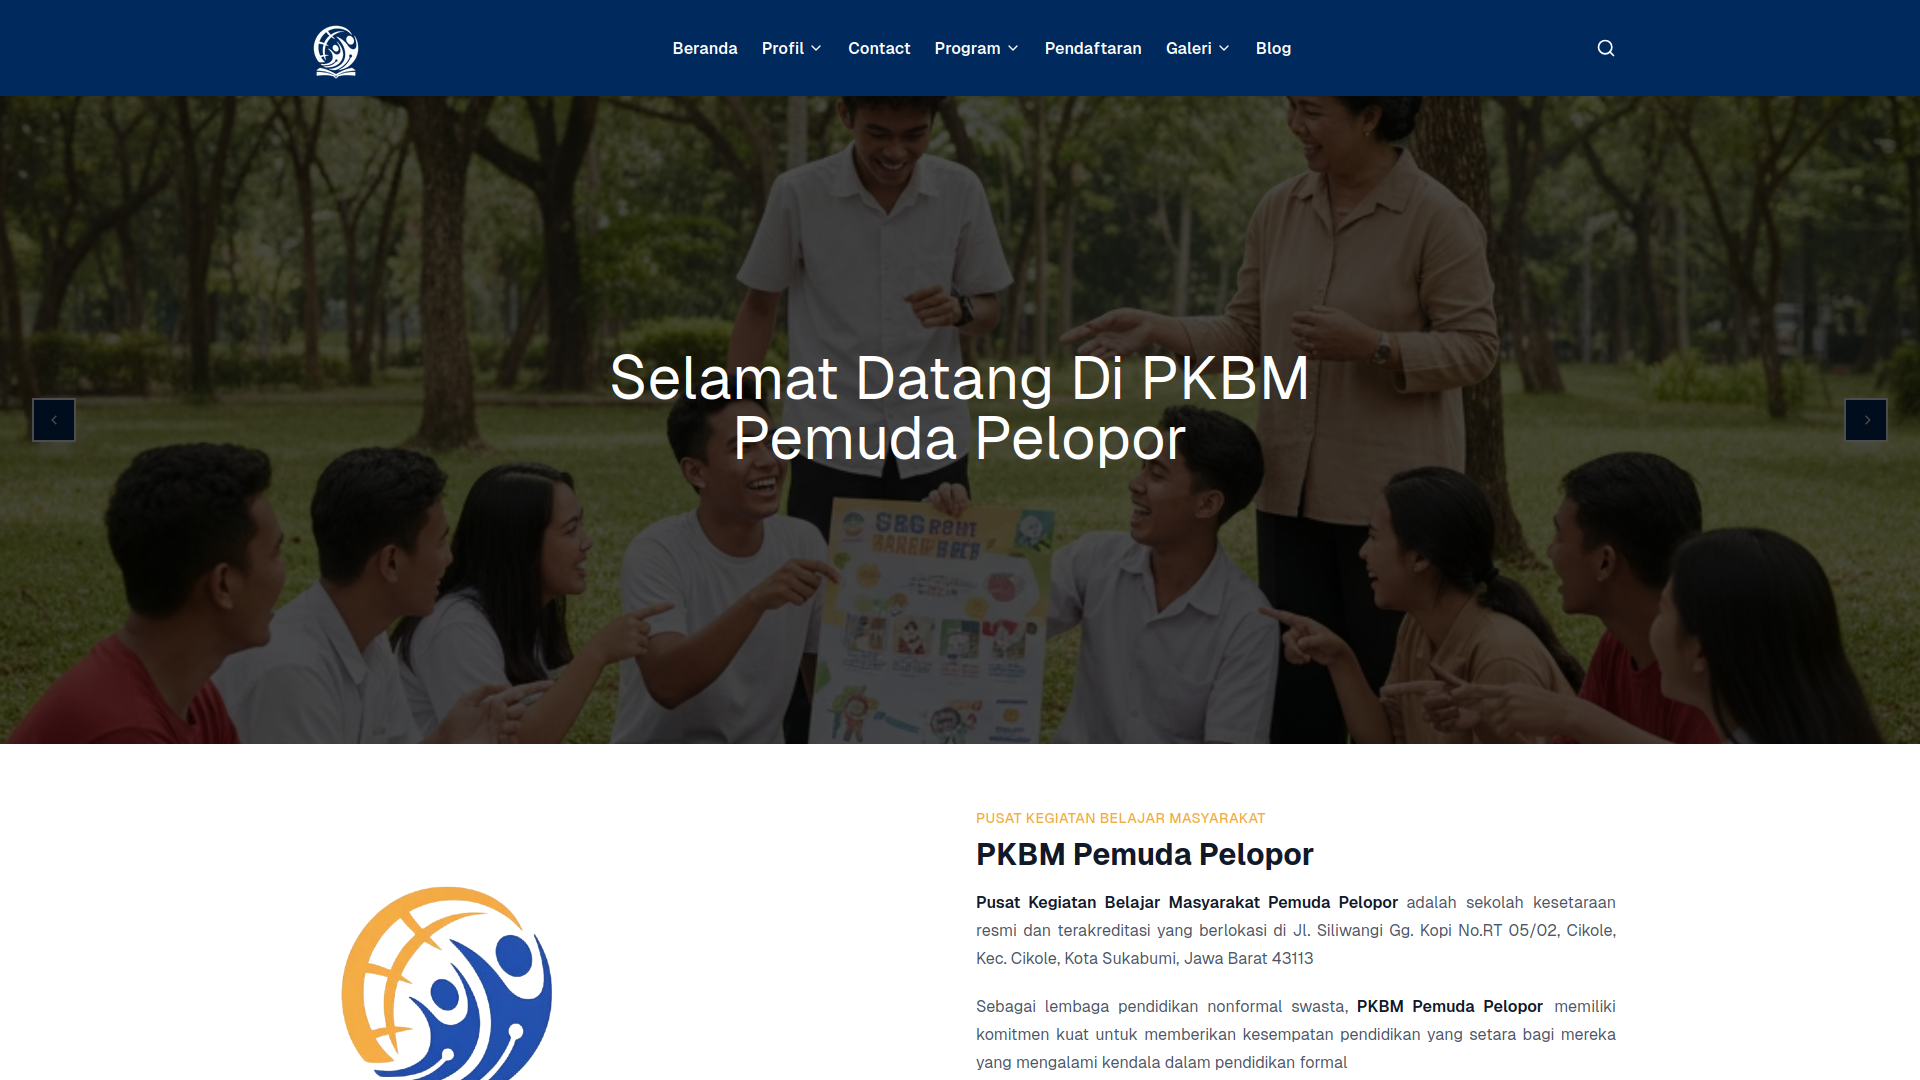 Beranda Profil Contact Program Pendaftaran Galeri Blog
Selamat Datang Di PKBM
Pemuda Pelopor
PUSAT KEGIATAN BELAJAR MASYARAKAT
PKBM Pemuda Pelopor
Pusat Kegiatan Belajar Masyarakat Pemuda Pelopor adalah sekolah kesetaraan
resmi dan terakreditasi yang berlokasi di Jl. Siliwangi Gg. Kopi No.RT 05/02, Cikole,
Kec. Cikole, Kota Sukabumi, Jawa Barat 43113
Sebagai lembaga pendidikan nonformal swasta, PKBM Pemuda Pelopor memiliki
komitmen kuat untuk memberikan kesempatan pendidikan yang setara bagi mereka
yang mengalami kendala dalam pendidikan formal